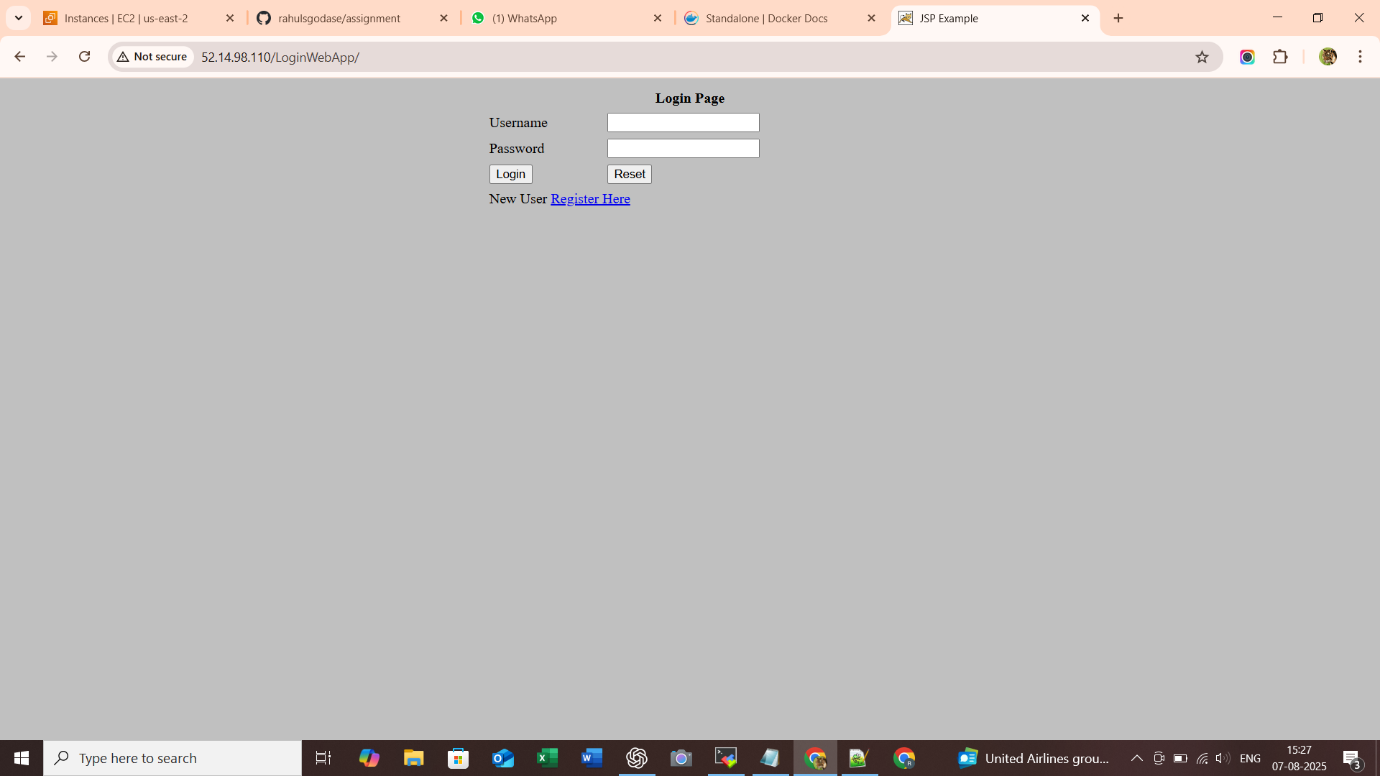 Instances | EC2 | us-east-2
rahulsgodase/assignment
(1) WhatsApp
Standalone | Docker Docs
JSP Example
Not secure
52.14.98.110/LoginWebApp/
Login Page
Username
Password
Login Reset
New User Register Here
Type here to search
United Airlines grou...
ENG
15:27
07-08-2025
3